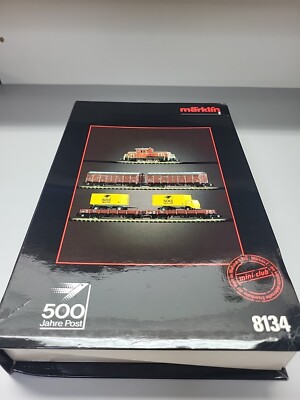 märklin
mini-club
500
Jahre Post
8134